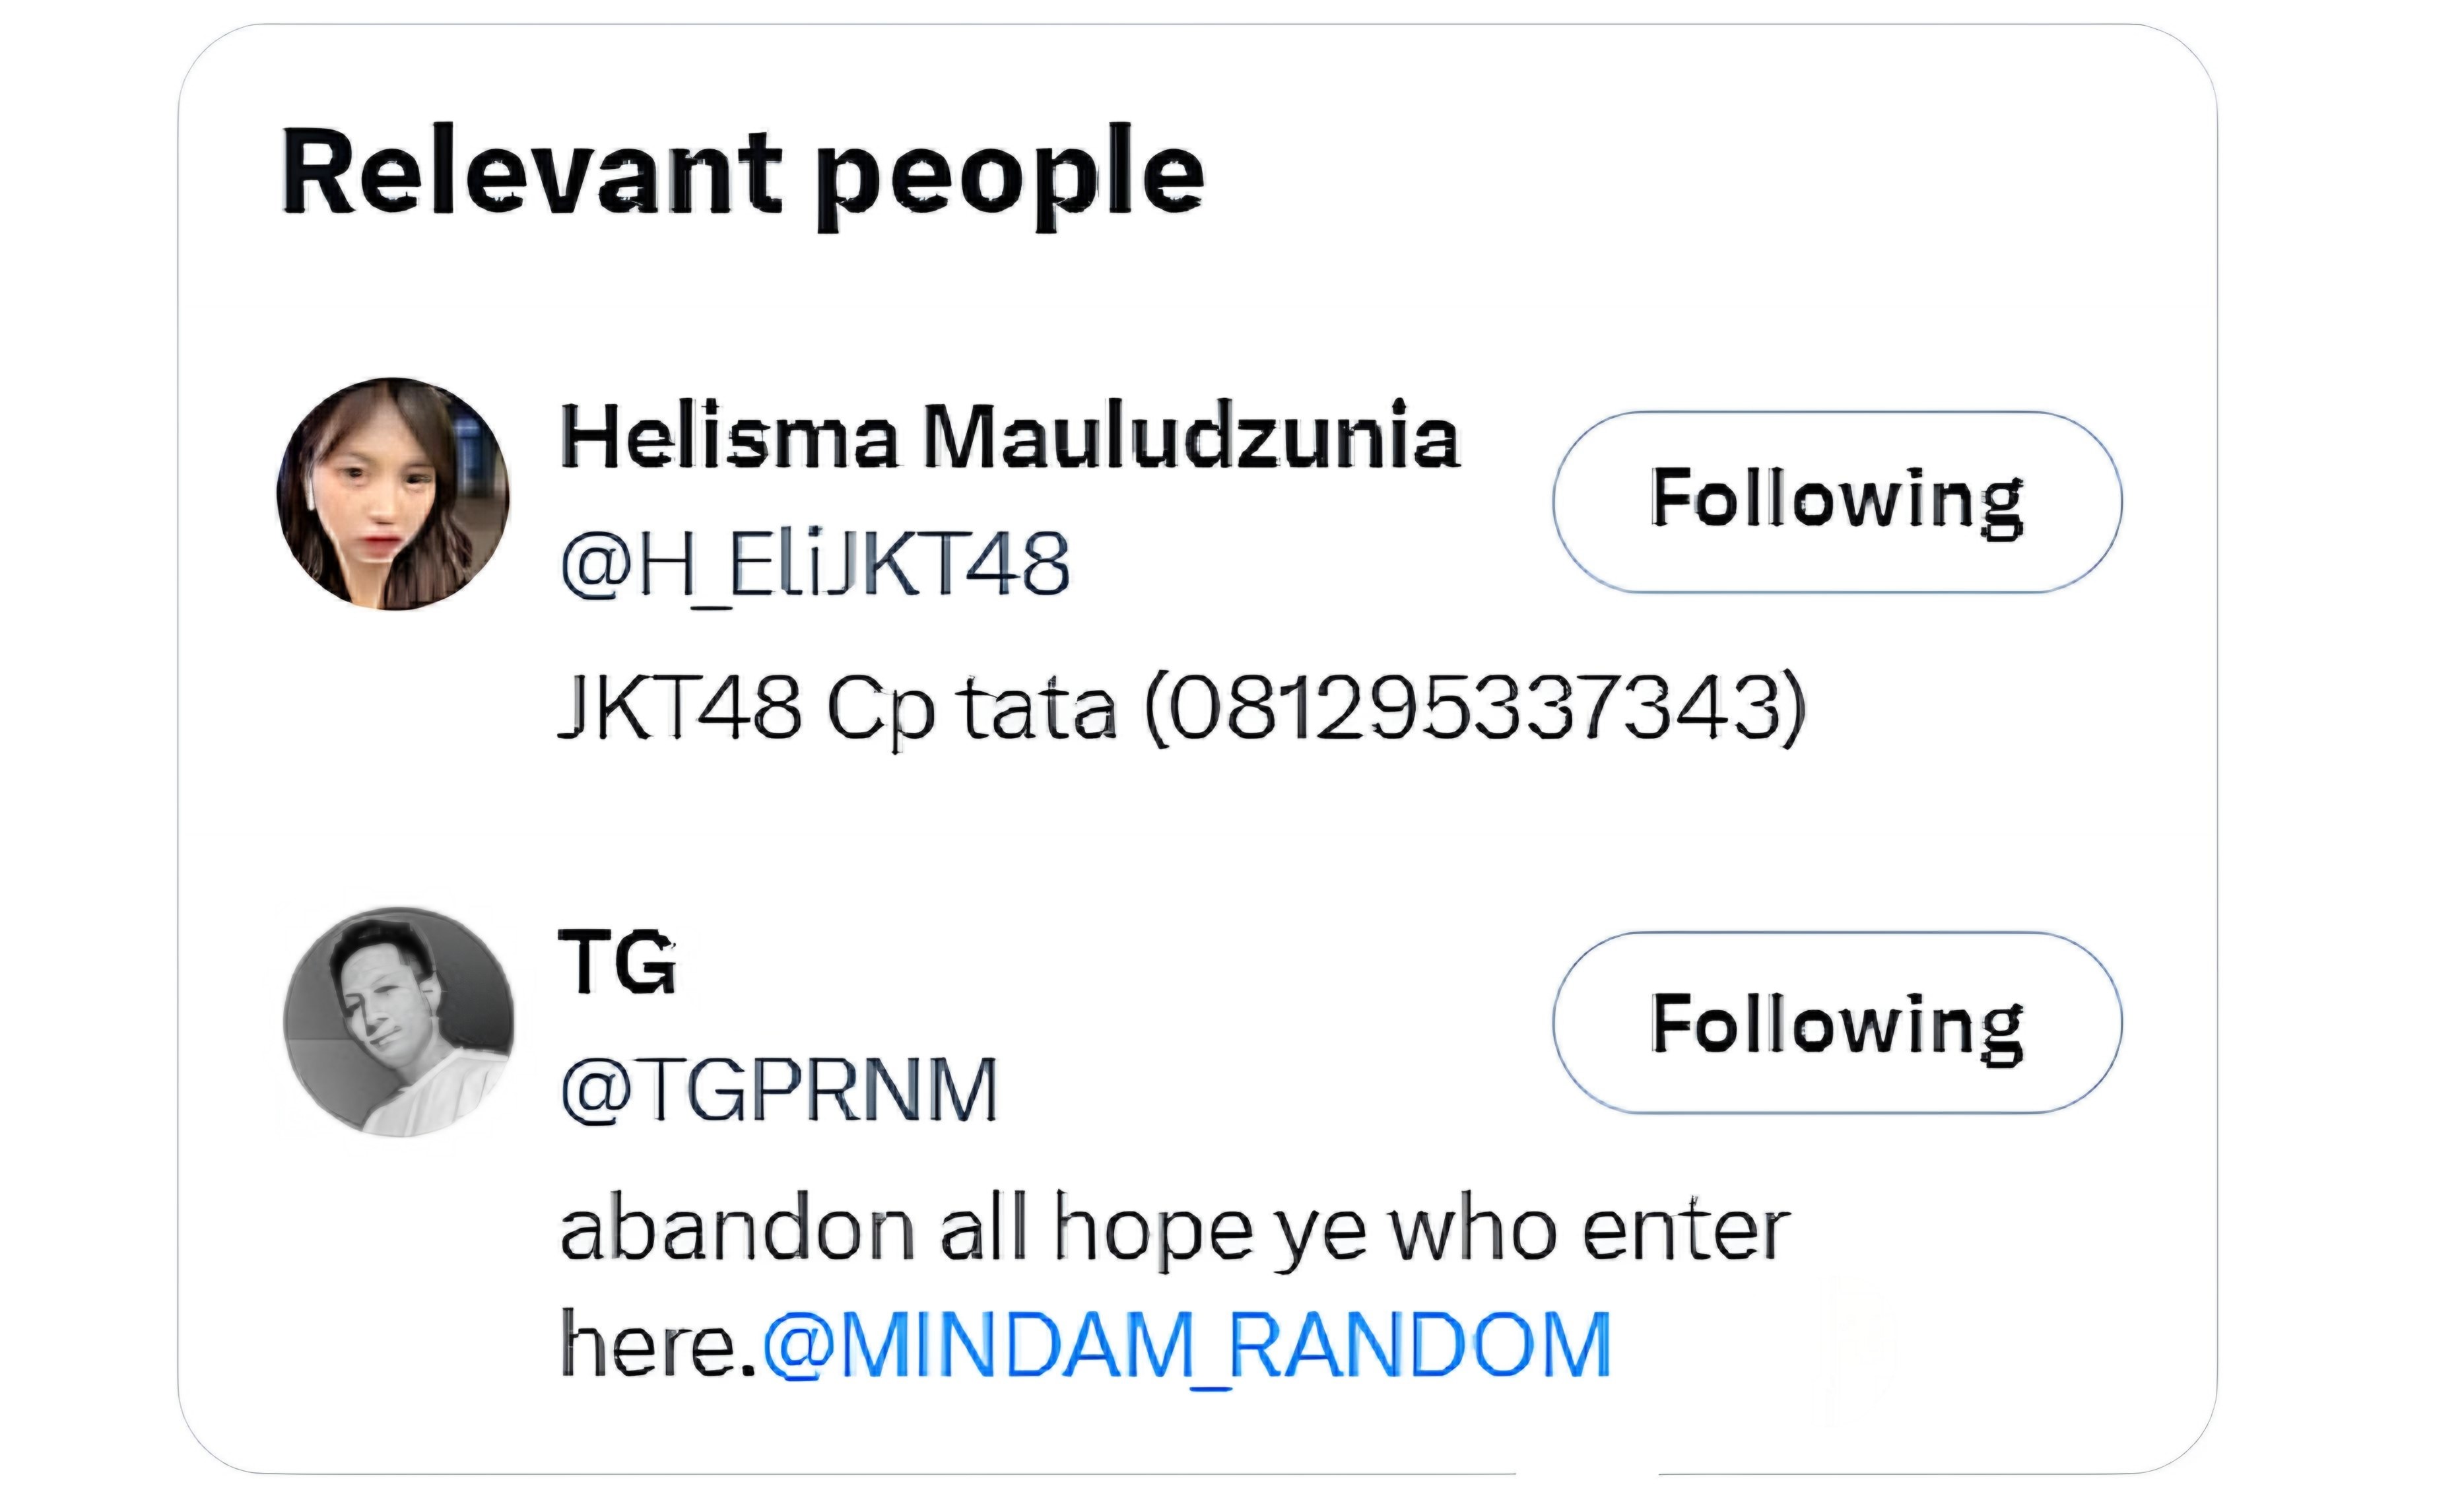 Relevant people
Helisma Mauludzunia
Following
@H_EliJKT48
JKT48 Cp tata (081295337343)
TG
Following
@TGPRNM
abandon all hope ye who enter
here.@MINDAM_RANDOM